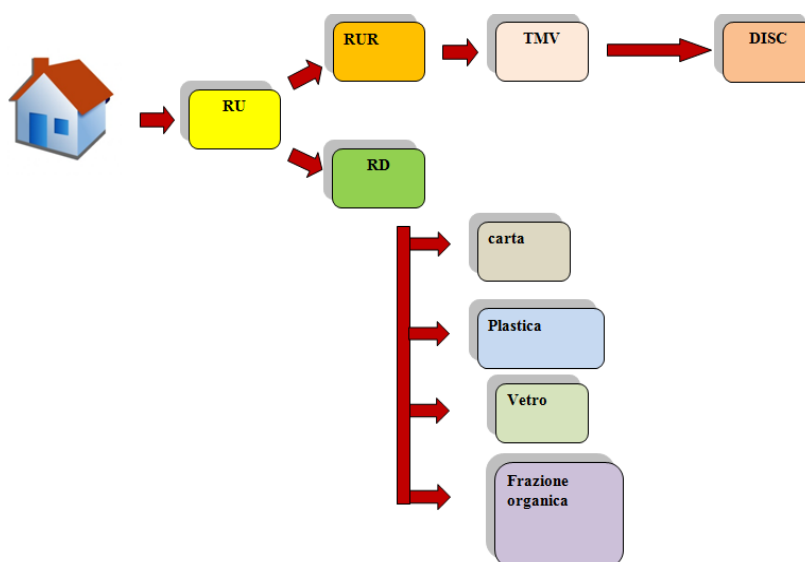 RUR
TMV
DISC
RU
RD
carta
Plastica
Vetro
Frazione
organica